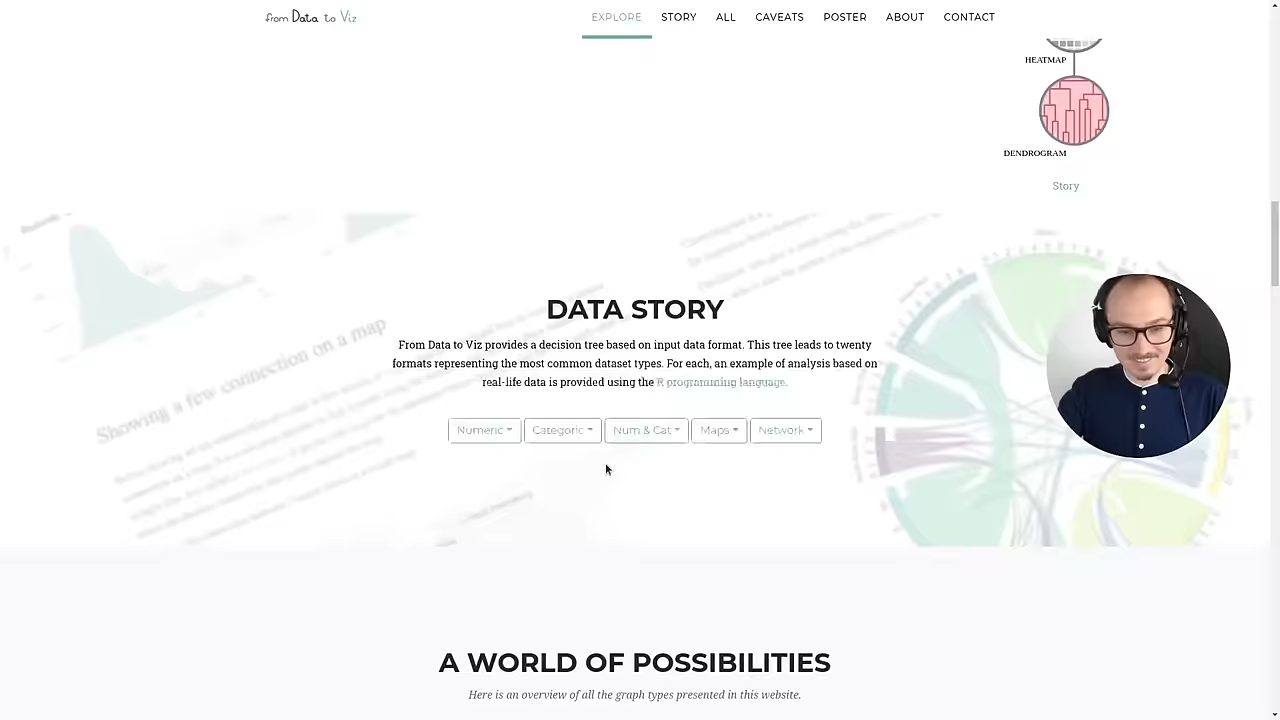 from Data to Viz
EXPLORE STORY ALL CAVEATS POSTER ABOUT CONTACT
HEATMAP
DENDROGRAM
Story
Showing a few connection on a map
DATA STORY
From Data to Viz provides a decision tree based on input data format. This tree leads to twenty
formats representing the most common dataset types. For each, an example of analysis based on
real-life data is provided using the R programming language.
Numeric Categoric Num & Cat Maps Network
A WORLD OF POSSIBILITIES
Here is an overview of all the graph types presented in this website.